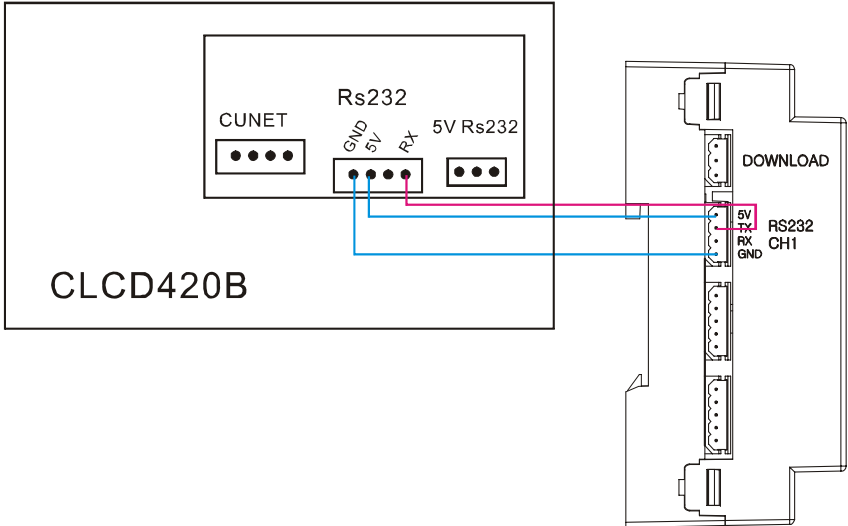 Rs232
CUNET
GND
5V
RX
5V Rs232
CLCD420B
DOWNLOAD
5V
TX
RX
GND
RS232
CH1